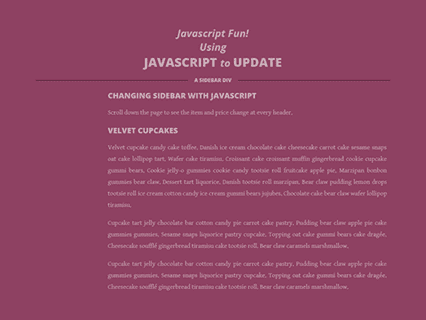 Javascript Fun!
Using
JAVASCRIPT to UPDATE
A SIDEBAR DIV
CHANGING SIDEBAR WITH JAVASCRIPT
Scroll down the page to see the item and price change at every header.
VELVET CUPCAKES
Velvet cupcake candy cake toffee. Danish ice cream chocolate cake cheesecake carrot cake sesame snaps
oat cake lollipop tart. Wafer cake tiramisu. Croissant cake croissant muffin gingerbread cookie cupcake
gummi bears. Cookie jelly-o gummies cookie candy tootsie roll fruitcake apple pie. Marzipan bonbon
gummies bear claw. Dessert tart liquorice. Danish tootsie roll marzipan. Bear claw pudding lemon drops
tootsie roll ice cream cotton candy ice cream gummi bears jujubes. Chocolate cake bear claw wafer lollipop
tiramisu.
Cupcake tart jelly chocolate bar cotton candy pie carrot cake pastry. Pudding bear claw apple pie cake
gummies gummies. Sesame snaps liquorice pastry cupcake. Topping oat cake gummi bears cake dragée.
Cheesecake soufflé gingerbread tiramisu cake tootsie roll. Bear claw caramels marshmallow.
Cupcake tart jelly chocolate bar cotton candy pie carrot cake pastry. Pudding bear claw apple pie cake
gummies gummies. Sesame snaps liquorice pastry cupcake. Topping oat cake gummi bears cake dragée.
Cheesecake soufflé gingerbread tiramisu cake tootsie roll. Bear claw caramels marshmallow.